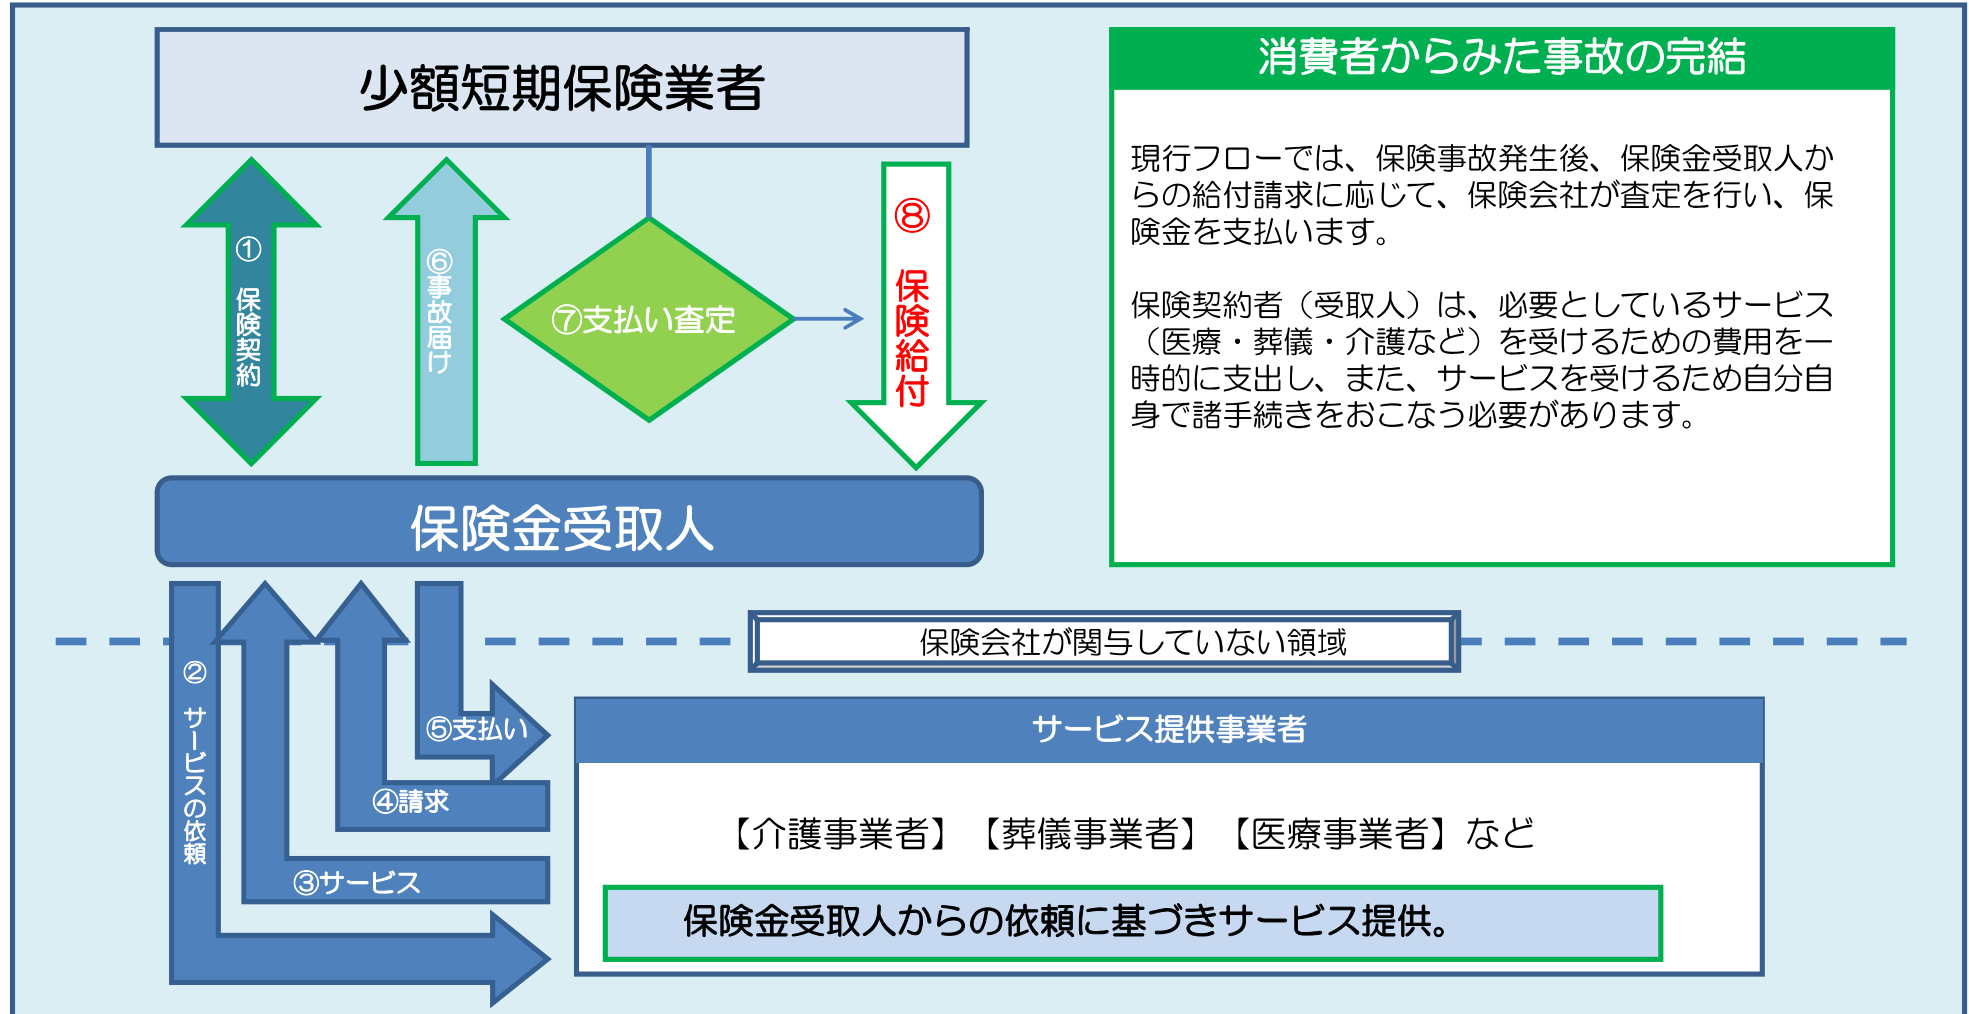 少額短期保険業者
① 保険契約
⑥事故届け
⑦支払い査定
⑧ 保険給付
保険金受取人
消費者からみた事故の完結
現行フローでは、保険事故発生後、保険金受取人か
らの給付請求に応じて、保険会社が査定を行い、保
険金を支払います。
保険契約者（受取人）は、必要としているサービス
（医療・葬儀・介護など）を受けるための費用を一
時的に支出し、また、サービスを受けるため自分自
身で諸手続きをおこなう必要があります。
保険会社が関与していない領域
② サービスの依頼
⑤支払い
④請求
③サービス
サービス提供事業者
【介護事業者】【葬儀事業者】【医療事業者】など
保険金受取人からの依頼に基づきサービス提供。